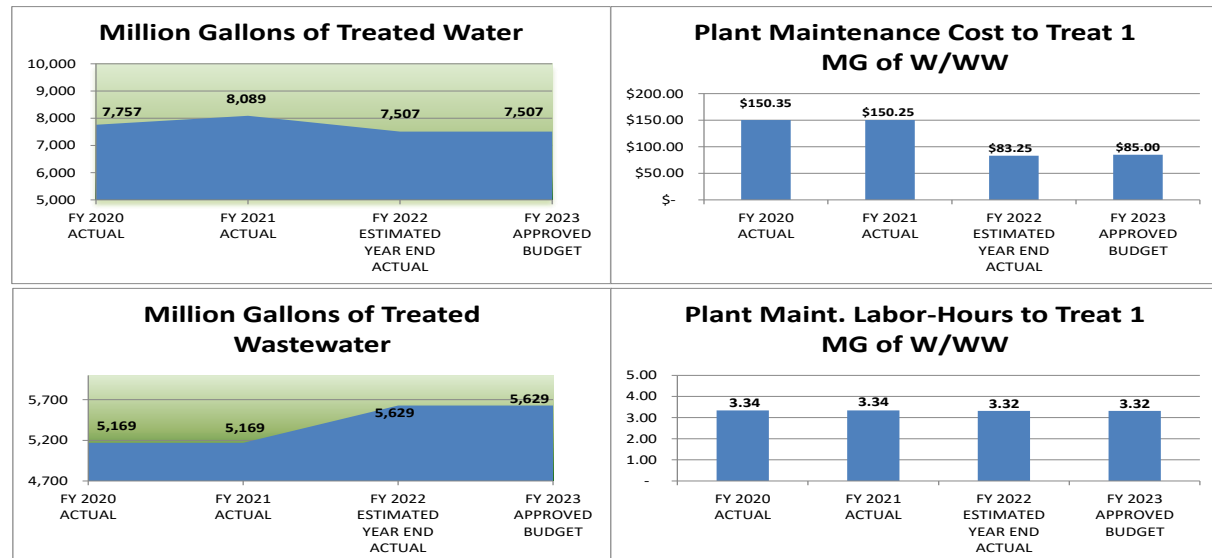 Million Gallons of Treated Water
10,000
9,000
8,000
7,000
6,000
5,000
7,757
8,089
7,507
7,507
FY 2020
ACTUAL
FY 2021
ACTUAL
FY 2022
ESTIMATED
YEAR END
ACTUAL
FY 2023
APPROVED
BUDGET
Plant Maintenance Cost to Treat 1
MG of W/WW
$200.00
$150.00
$100.00
$50.00
$-
$150.35
$150.25
$83.25
$85.00
FY 2020
ACTUAL
FY 2021
ACTUAL
FY 2022
ESTIMATED
YEAR END
ACTUAL
FY 2023
APPROVED
BUDGET
Million Gallons of Treated
Wastewater
5,700
5,200
4,700
5,169
5,169
5,629
5,629
FY 2020
ACTUAL
FY 2021
ACTUAL
FY 2022
ESTIMATED
YEAR END
ACTUAL
FY 2023
APPROVED
BUDGET
Plant Maint. Labor-Hours to Treat 1
MG of W/WW
5.00
4.00
3.00
2.00
1.00
-
3.34
3.34
3.32
3.32
FY 2020
ACTUAL
FY 2021
ACTUAL
FY 2022
ESTIMATED
YEAR END
ACTUAL
FY 2023
APPROVED
BUDGET